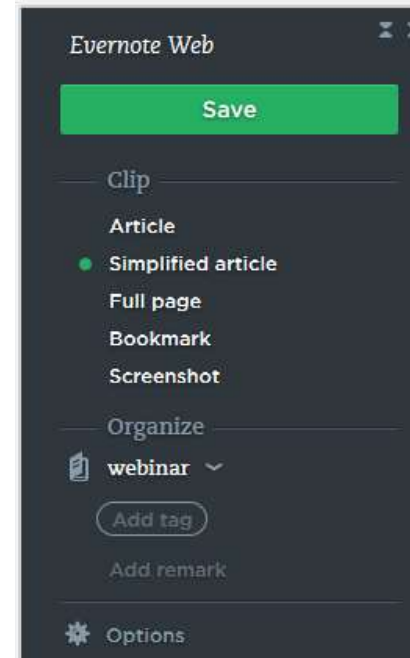 Evernote Web
Save
Clip
Article
Simplified article
Full page
Bookmark
Screenshot
Organize
webinar
Add tag
Add remark
Options